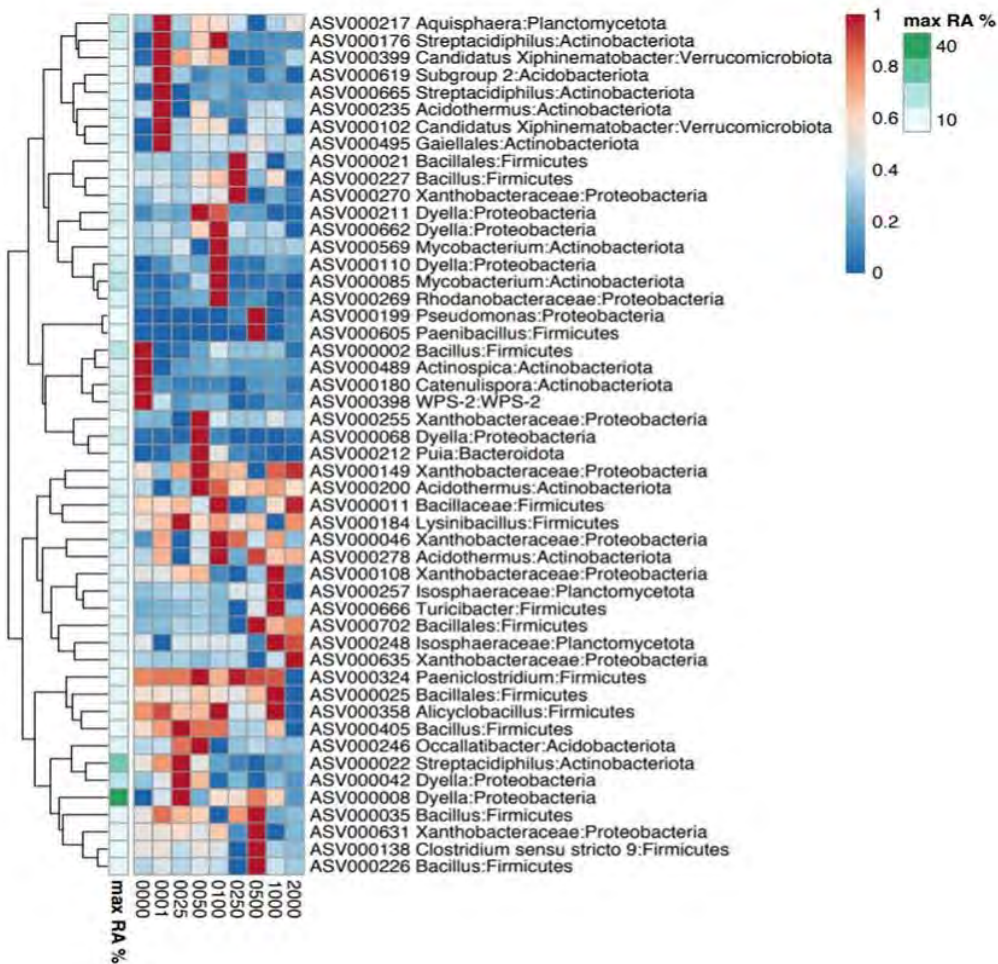 ASV000217 Aquisphaera:Planctomycetota
ASV000176 Streptacidiphilus:Actinobacteriota
ASV000399 Candidatus Xiphinematobacter:Verrucomicrobiota
ASV000619 Subgroup 2:Acidobacteriota
ASV000665 Streptacidiphilus:Actinobacteriota
ASV000235 Acidothermus:Actinobacteriota
ASV000102 Candidatus Xiphinematobacter:Verrucomicrobiota
ASV000495 Gaiellales:Actinobacteriota
ASV000021 Bacillales:Firmicutes
ASV000227 Bacillus:Firmicutes
ASV000270 Xanthobacteraceae:Proteobacteria
ASV000211 Dyella:Proteobacteria
ASV000662 Dyella:Proteobacteria
ASV000569 Mycobacterium:Actinobacteriota
ASV000110 Dyella:Proteobacteria
ASV000085 Mycobacterium:Actinobacteriota
ASV000269 Rhodanobacteraceae:Proteobacteria
ASV000199 Pseudomonas:Proteobacteria
ASV000605 Paenibacillus:Firmicutes
ASV000002 Bacillus:Firmicutes
ASV000489 Actinospica:Actinobacteriota
ASV000180 Catenulispora:Actinobacteriota
ASV000398 WPS-2:WPS-2
ASV000255 Xanthobacteraceae:Proteobacteria
ASV000068 Dyella:Proteobacteria
ASV000212 Puia:Bacteroidota
ASV000149 Xanthobacteraceae:Proteobacteria
ASV000200 Acidothermus:Actinobacteriota
ASV000011 Bacillaceae:Firmicutes
ASV000184 Lysinibacillus:Firmicutes
ASV000046 Xanthobacteraceae:Proteobacteria
ASV000278 Acidothermus:Actinobacteriota
ASV000108 Xanthobacteraceae:Proteobacteria
ASV000257 Isosphaeraceae:Planctomycetota
ASV000666 Turicibacter:Firmicutes
ASV000702 Bacillales:Firmicutes
ASV000248 Isosphaeraceae:Planctomycetota
ASV000635 Xanthobacteraceae:Proteobacteria
ASV000324 Paeniclostridium:Firmicutes
ASV000025 Bacillales:Firmicutes
ASV000358 Alicyclobacillus:Firmicutes
ASV000405 Bacillus:Firmicutes
ASV000246 Occallatibacter:Acidobacteriota
ASV000022 Streptacidiphilus:Actinobacteriota
ASV000042 Dyella:Proteobacteria
ASV000008 Dyella:Proteobacteria
ASV000035 Bacillus:Firmicutes
ASV000631 Xanthobacteraceae:Proteobacteria
ASV000138 Clostridium sensu stricto 9:Firmicutes
ASV000226 Bacillus:Firmicutes
max RA %
0000
0001
0025
0050
0100
0250
0500
1000
2000
1
0.8
0.6
0.4
0.2
0
max RA %
40
10